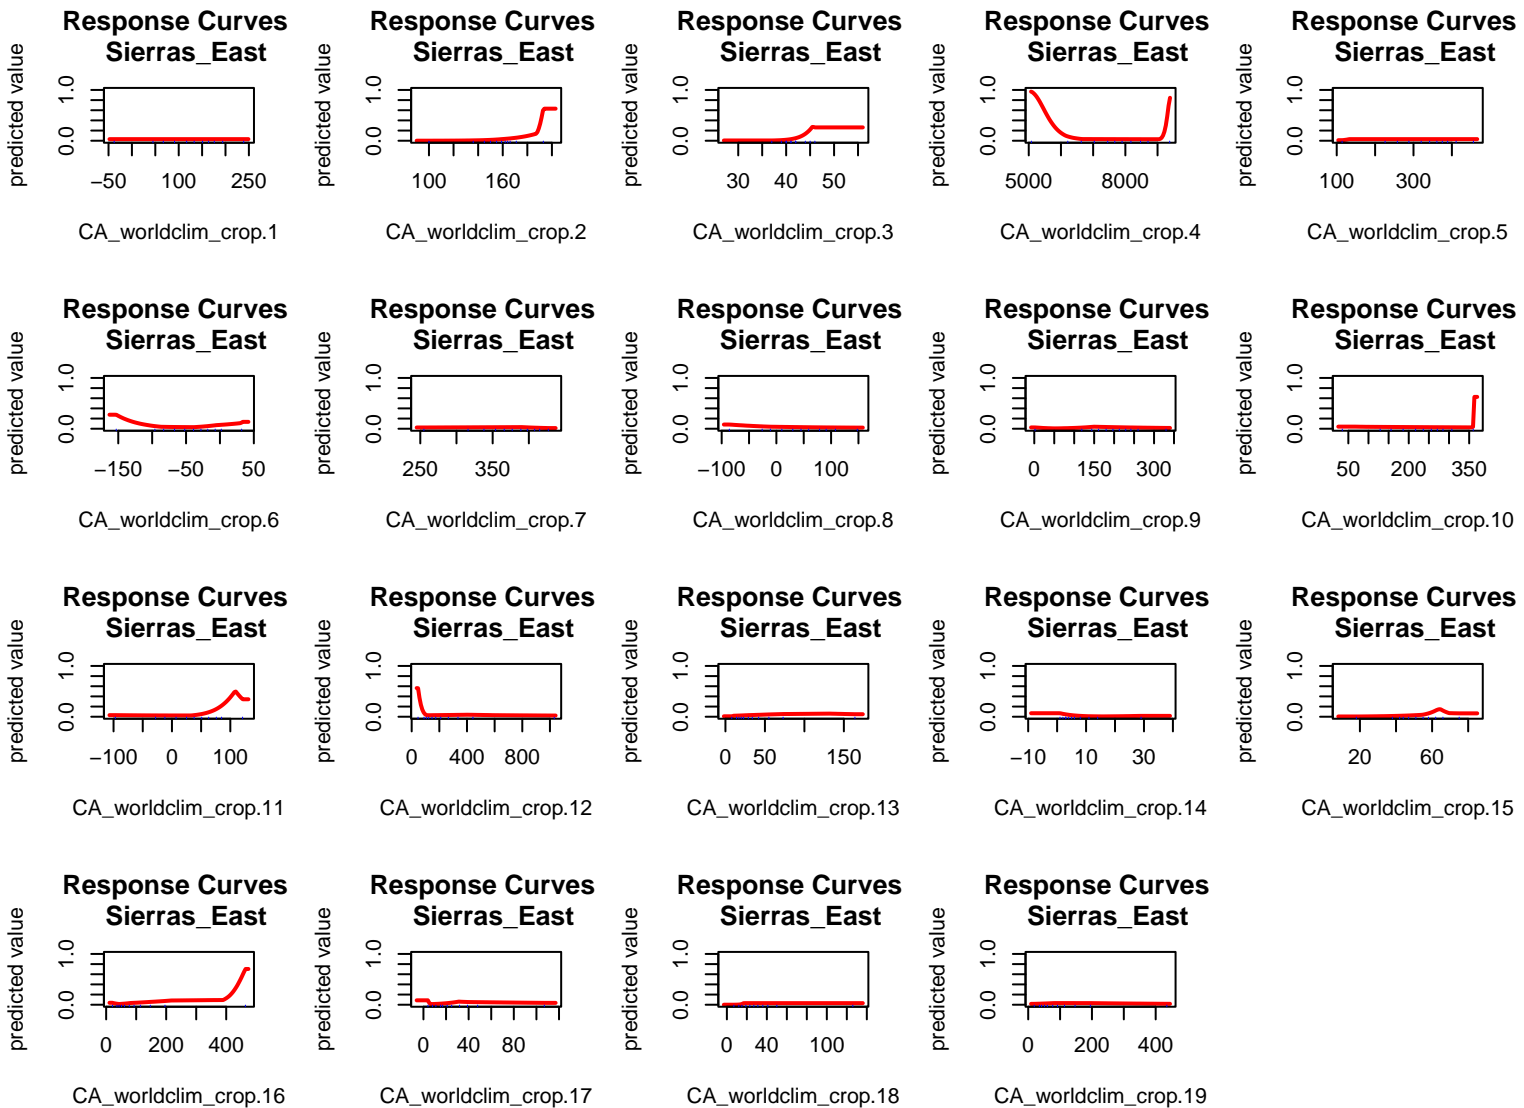 Response Curves
Sierras_East
predicted value
0.0 1.0
−50 100 250
CA_worldclim_crop.1
Response Curves
Sierras_East
predicted value
0.0 1.0
100 160
CA_worldclim_crop.2
Response Curves
Sierras_East
predicted value
0.0 1.0
30 40 50
CA_worldclim_crop.3
Response Curves
Sierras_East
predicted value
0.0 1.0
5000 8000
CA_worldclim_crop.4
Response Curves
Sierras_East
predicted value
0.0 1.0
100 300
CA_worldclim_crop.5
Response Curves
Sierras_East
predicted value
0.0 1.0
−150 −50 50
CA_worldclim_crop.6
Response Curves
Sierras_East
predicted value
0.0 1.0
250 350
CA_worldclim_crop.7
Response Curves
Sierras_East
predicted value
0.0 1.0
−100 0 100
CA_worldclim_crop.8
Response Curves
Sierras_East
predicted value
0.0 1.0
0 150 300
CA_worldclim_crop.9
Response Curves
Sierras_East
predicted value
0.0 1.0
50 200 350
CA_worldclim_crop.10
Response Curves
Sierras_East
predicted value
0.0 1.0
−100 0 100
CA_worldclim_crop.11
Response Curves
Sierras_East
predicted value
0.0 1.0
0 400 800
CA_worldclim_crop.12
Response Curves
Sierras_East
predicted value
0.0 1.0
0 50 150
CA_worldclim_crop.13
Response Curves
Sierras_East
predicted value
0.0 1.0
−10 10 30
CA_worldclim_crop.14
Response Curves
Sierras_East
predicted value
0.0 1.0
20 60
CA_worldclim_crop.15
Response Curves
Sierras_East
predicted value
0.0 1.0
0 200 400
CA_worldclim_crop.16
Response Curves
Sierras_East
predicted value
0.0 1.0
0 40 80
CA_worldclim_crop.17
Response Curves
Sierras_East
predicted value
0.0 1.0
0 40 100
CA_worldclim_crop.18
Response Curves
Sierras_East
predicted value
0.0 1.0
0 200 400
CA_worldclim_crop.19